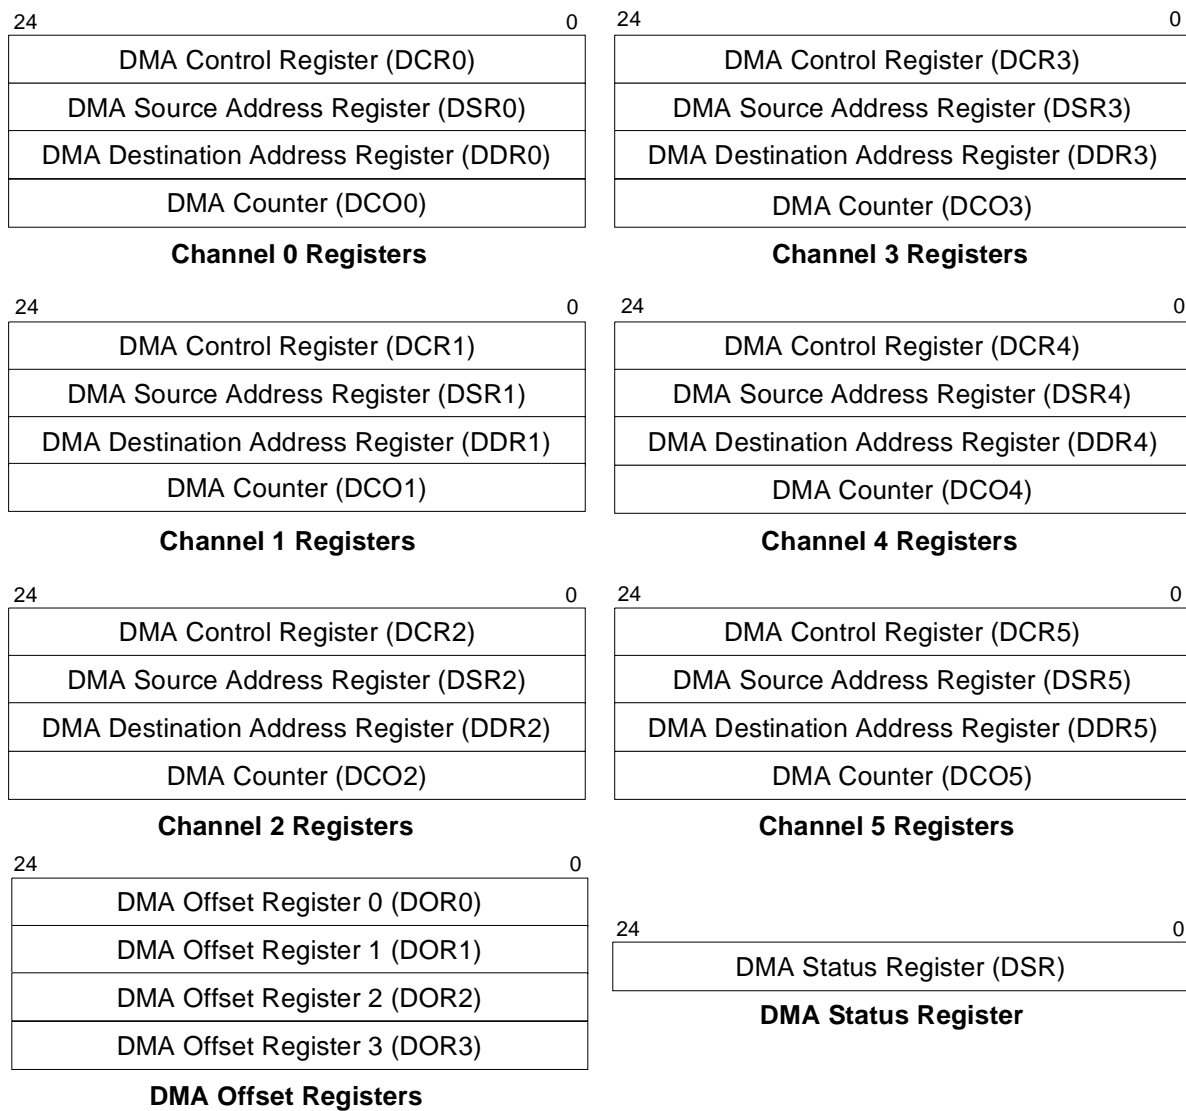 24 0
DMA Control Register (DCR0)
DMA Source Address Register (DSR0)
DMA Destination Address Register (DDR0)
DMA Counter (DCO0)
Channel 0 Registers
24 0
DMA Control Register (DCR3)
DMA Source Address Register (DSR3)
DMA Destination Address Register (DDR3)
DMA Counter (DCO3)
Channel 3 Registers
24 0
DMA Control Register (DCR1)
DMA Source Address Register (DSR1)
DMA Destination Address Register (DDR1)
DMA Counter (DCO1)
Channel 1 Registers
24 0
DMA Control Register (DCR4)
DMA Source Address Register (DSR4)
DMA Destination Address Register (DDR4)
DMA Counter (DCO4)
Channel 4 Registers
24 0
DMA Control Register (DCR2)
DMA Source Address Register (DSR2)
DMA Destination Address Register (DDR2)
DMA Counter (DCO2)
Channel 2 Registers
24 0
DMA Control Register (DCR5)
DMA Source Address Register (DSR5)
DMA Destination Address Register (DDR5)
DMA Counter (DCO5)
Channel 5 Registers
24 0
DMA Offset Register 0 (DOR0)
DMA Offset Register 1 (DOR1)
DMA Offset Register 2 (DOR2)
DMA Offset Register 3 (DOR3)
DMA Offset Registers
24 0
DMA Status Register (DSR)
DMA Status Register